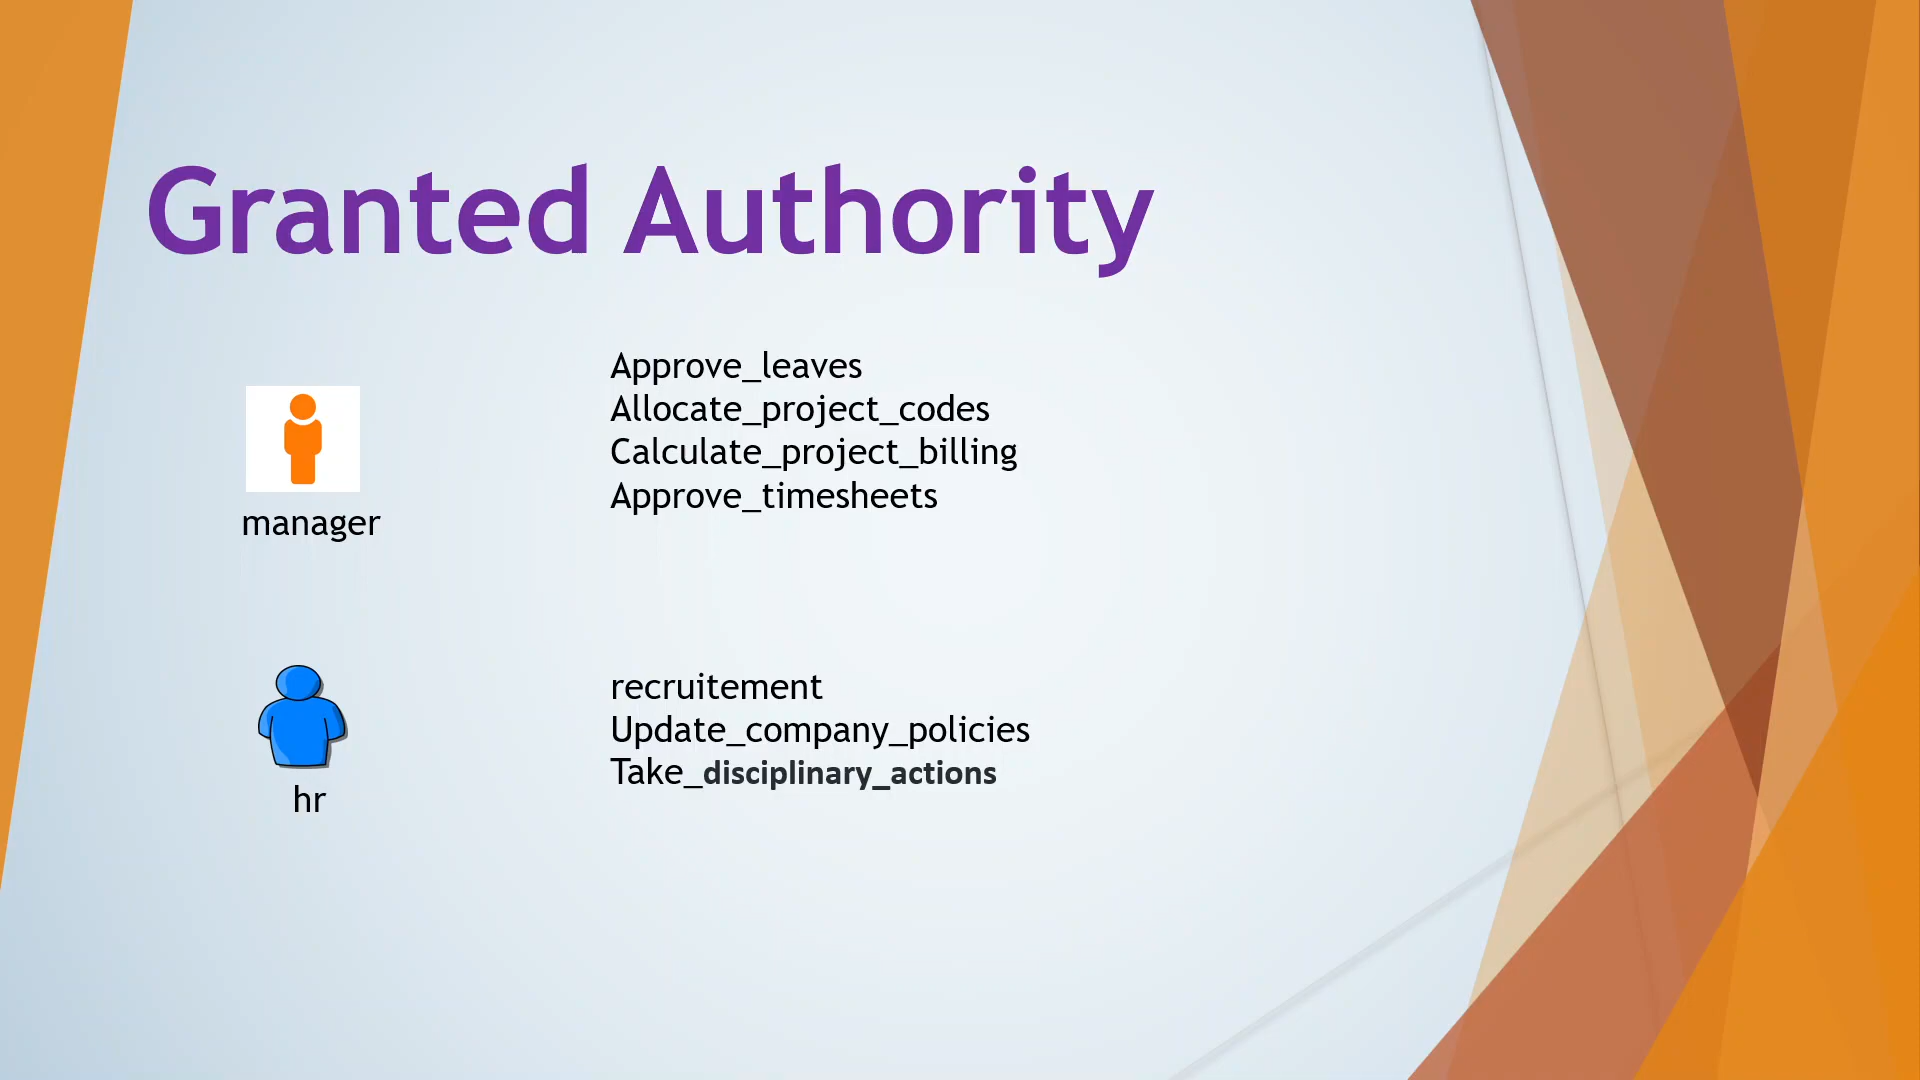 Granted Authority
Approve_leaves
Allocate_project_codes
Calculate_project_billing
Approve_timesheets
manager
recruitement
Update_company_policies
Take_disciplinary_actions
hr